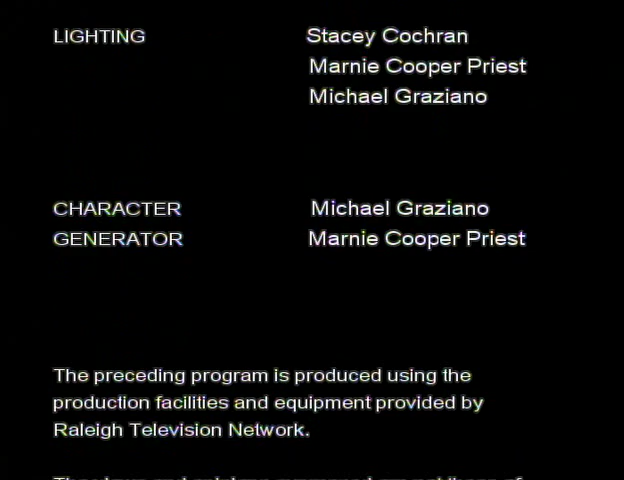 LIGHTING Stacey Cochran
Marnie Cooper Priest
Michael Graziano
CHARACTER Michael Graziano
GENERATOR Marnie Cooper Priest
The preceding program is produced using the
production facilities and equipment provided by
Raleigh Television Network.